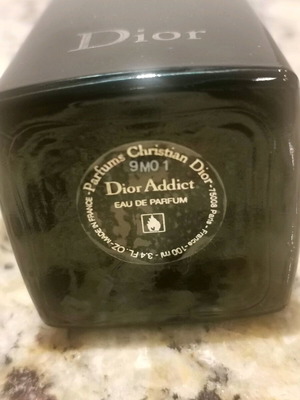 Dior
·Parfums Christian Dior·
9M01
Dior Addict
EAU DE PARFUM
75008 Paris - France - 100 ml - 3.4 FL. OZ. - MADE IN FRANCE